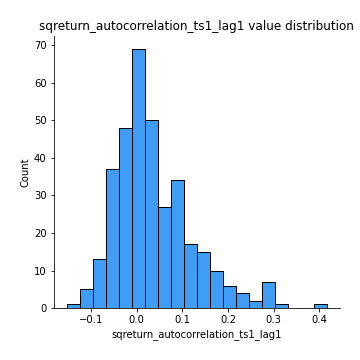 sqreturn_autocorrelation_ts1_lag1 value distribution
70
60
50
40
30
20
10
0
Count
−0.1 0.0 0.1 0.2 0.3 0.4
sqreturn_autocorrelation_ts1_lag1